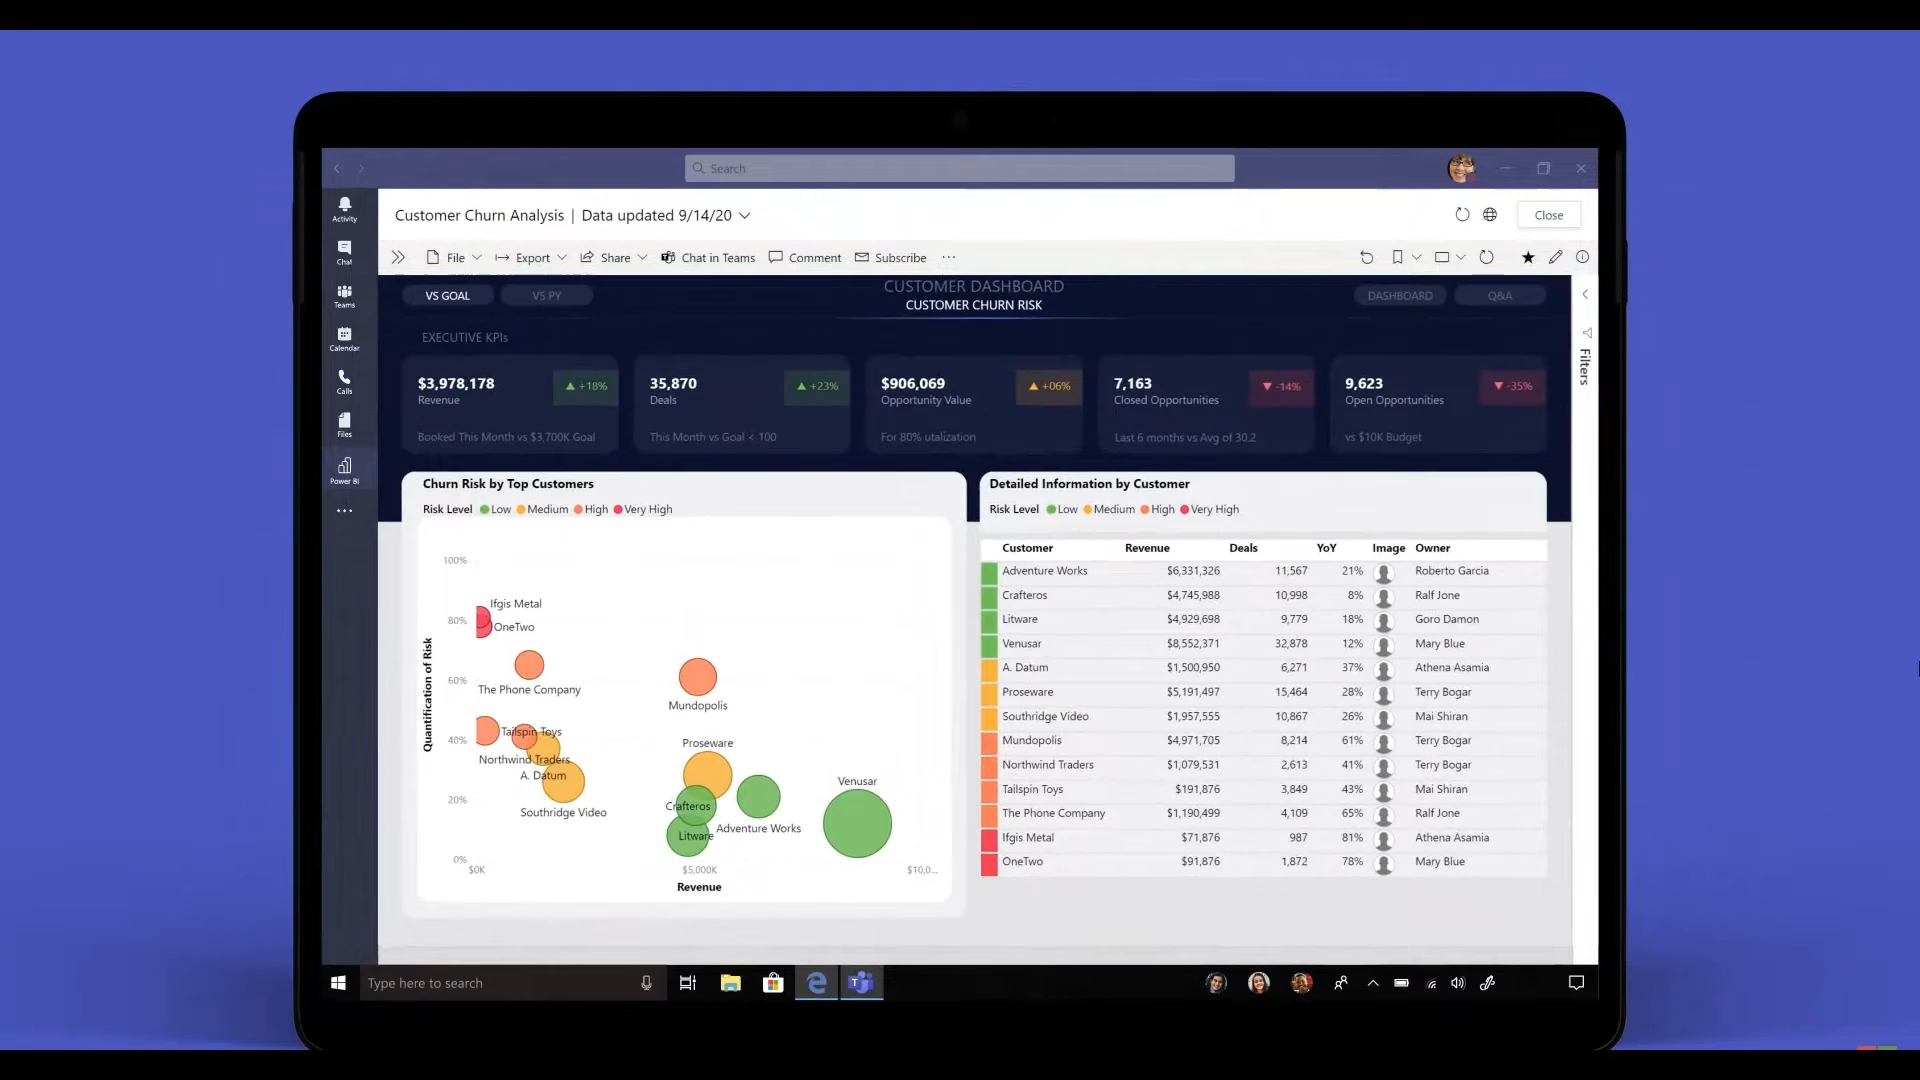 Search
Activity
Chat
Teams
Calendar
Calls
Files
Power BI
Customer Churn Analysis | Data updated 9/14/20
Close
File Export Share Chat in Teams Comment Subscribe
VS GOAL VS PY
CUSTOMER DASHBOARD
CUSTOMER CHURN RISK
DASHBOARD Q&A
Filters
EXECUTIVE KPIs
$3,978,178 +18%
Revenue
Booked This Month vs $3,700K Goal
35,870 +23%
Deals
This Month vs Goal < 100
$906,069 +06%
Opportunity Value
For 80% utalization
7,163 -14%
Closed Opportunities
Last 6 months vs Avg of 30.2
9,623 -35%
Open Opportunities
vs $10K Budget
Churn Risk by Top Customers
Risk Level Low Medium High Very High
Quantification of Risk
100%
80%
60%
40%
20%
0%
Ifgis Metal
OneTwo
The Phone Company
Mundopolis
Tailspin Toys
Northwind Traders
A. Datum
Southridge Video
Proseware
Crafteros
Litware
Adventure Works
Venusar
$0K $5,000K $10,0...
Revenue
Detailed Information by Customer
Risk Level Low Medium High Very High
Customer Revenue Deals YoY Image Owner
Adventure Works $6,331,326 11,567 21% Roberto Garcia
Crafteros $4,745,988 10,998 8% Ralf Jone
Litware $4,929,698 9,779 18% Goro Damon
Venusar $8,552,371 32,878 12% Mary Blue
A. Datum $1,500,950 6,271 37% Athena Asamia
Proseware $5,191,497 15,464 28% Terry Bogar
Southridge Video $1,957,555 10,867 26% Mai Shiran
Mundopolis $4,971,705 8,214 61% Terry Bogar
Northwind Traders $1,079,531 2,613 41% Terry Bogar
Tailspin Toys $191,876 3,849 43% Mai Shiran
The Phone Company $1,190,499 4,109 65% Ralf Jone
Ifgis Metal $71,876 987 81% Athena Asamia
OneTwo $91,876 1,872 78% Mary Blue
Type here to search